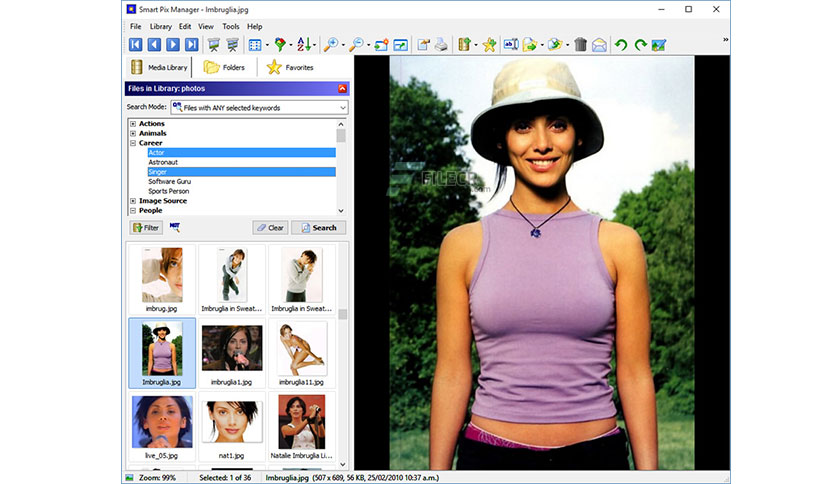 Smart Pix Manager - Imbruglia.jpg
File Library Edit View Tools Help
»
Media Library Folders Favorites
Files in Library: photos
Search Mode: Files with ANY selected keywords
Actions
Animals
Career
Actor
Astronaut
Singer
Software Guru
Sports Person
Image Source
People
Filter NOT Clear Search
imbrug.jpg Imbruglia in Sweat... Imbruglia in Sweat...
Imbruglia.jpg imbruglia1.jpg imbruglia11.jpg
live_05.jpg nat1.jpg Natalie Imbruglia Li...
FILECR
.com
Zoom: 99% Selected: 1 of 36 Imbruglia.jpg (507 x 689, 56 KB, 25/02/2010 10:37 a.m.)